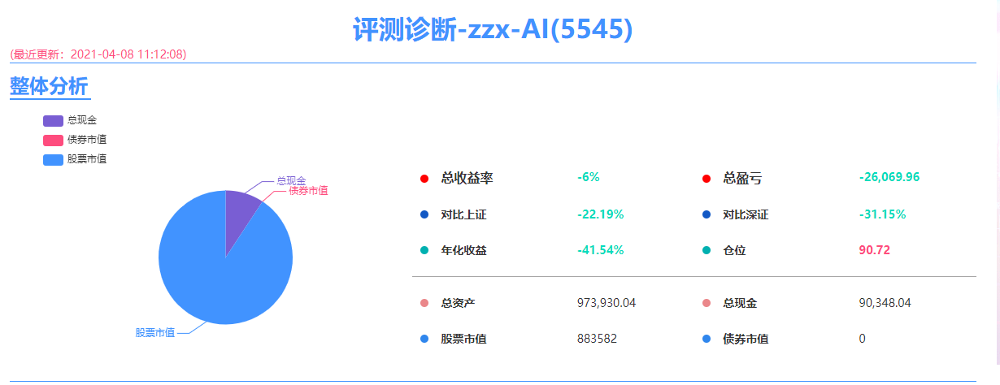 评测诊断-zzx-AI(5545)
(最近更新：2021-04-08 11:12:08)
整体分析
总现金
债券市值
股票市值
总现金
债券市值
股票市值
总收益率 -6% 总盈亏 -26,069.96
对比上证 -22.19% 对比深证 -31.15%
年化收益 -41.54% 仓位 90.72
总资产 973,930.04 总现金 90,348.04
股票市值 883582 债券市值 0